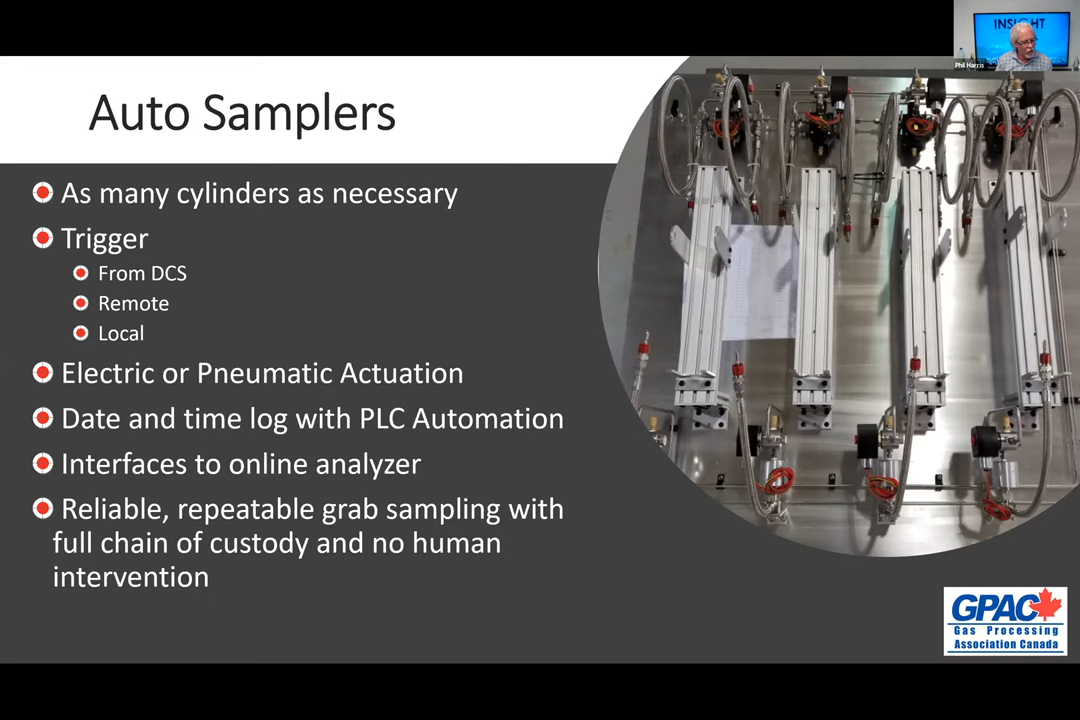 INSIGHT
Phil Harris
Auto Samplers
As many cylinders as necessary
Trigger
From DCS
Remote
Local
Electric or Pneumatic Actuation
Date and time log with PLC Automation
Interfaces to online analyzer
Reliable, repeatable grab sampling with
full chain of custody and no human
intervention
GPAC
Gas Processing
Association Canada